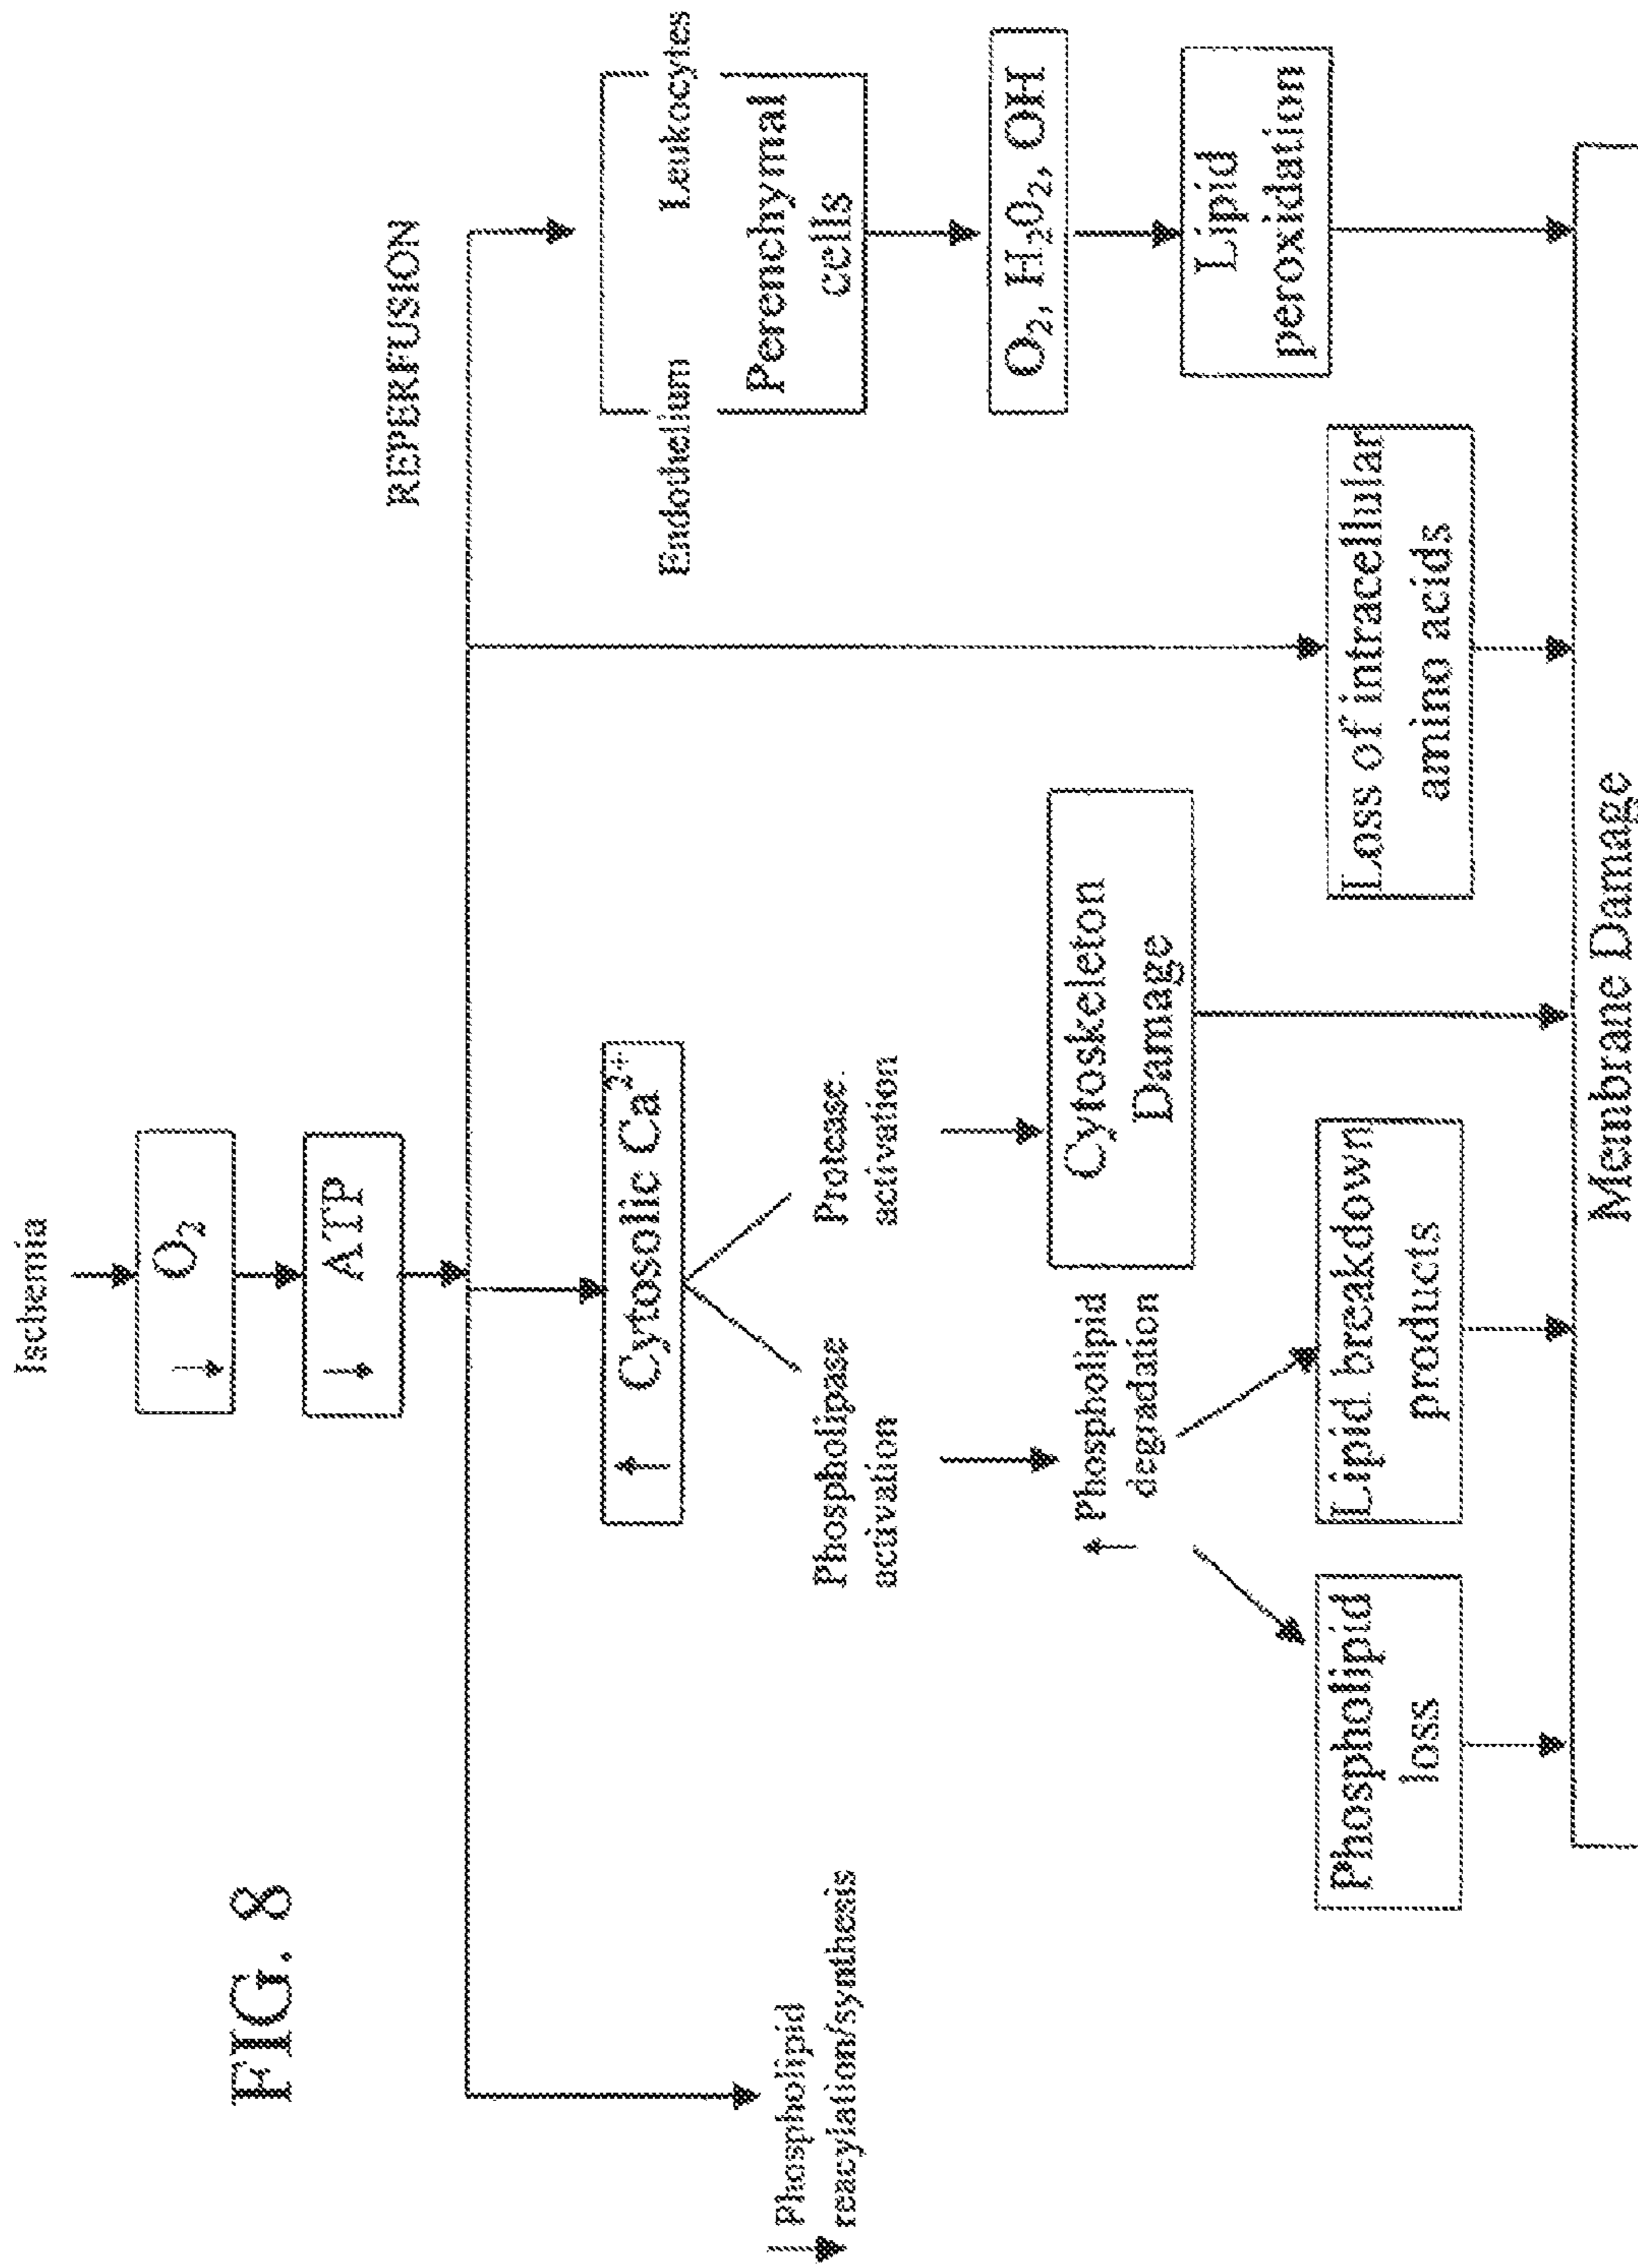 FIG. 8
Ischemia
↓ O₂
↓ ATP
REPERFUSION
↓ Phospholipid
reacylation/synthesis
↑ Cytosolic Ca²⁺
Phospholipase
activation
Protease
activation
↑ Phospholipid
degradation
Cytoskeleton
Damage
Phospholipid
loss
Lipid breakdown
products
Loss of intracellular
amino acids
Endothelium
Leukocytes
Perenchymal
cells
O₂, H₂O₂, OH
Lipid
peroxidation
Membrane Damage